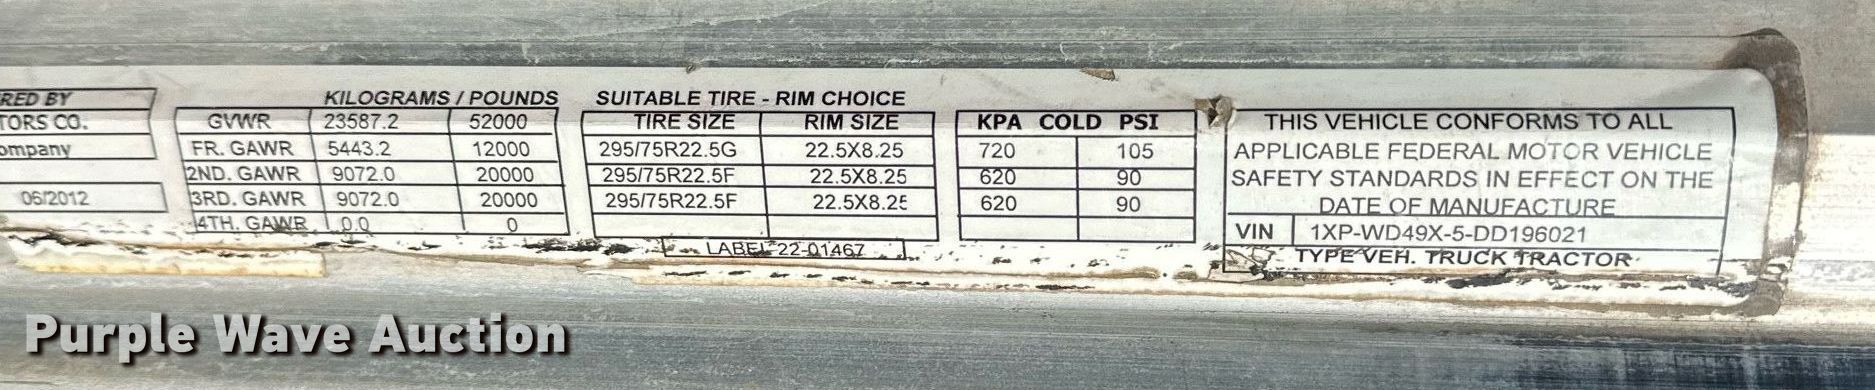 RED BY
TORS CO.
ompany
06/2012
KILOGRAMS / POUNDS
GVWR 23587.2 52000
FR. GAWR 5443.2 12000
2ND. GAWR 9072.0 20000
3RD. GAWR 9072.0 20000
4TH. GAWR 0.0 0
SUITABLE TIRE - RIM CHOICE
TIRE SIZE RIM SIZE
295/75R22.5G 22.5X8.25
295/75R22.5F 22.5X8.25
295/75R22.5F 22.5X8.25
KPA COLD PSI
720 105
620 90
620 90
LABEL 22-01467
THIS VEHICLE CONFORMS TO ALL
APPLICABLE FEDERAL MOTOR VEHICLE
SAFETY STANDARDS IN EFFECT ON THE
DATE OF MANUFACTURE
VIN 1XP-WD49X-5-DD196021
TYPE VEH. TRUCK TRACTOR
Purple Wave Auction